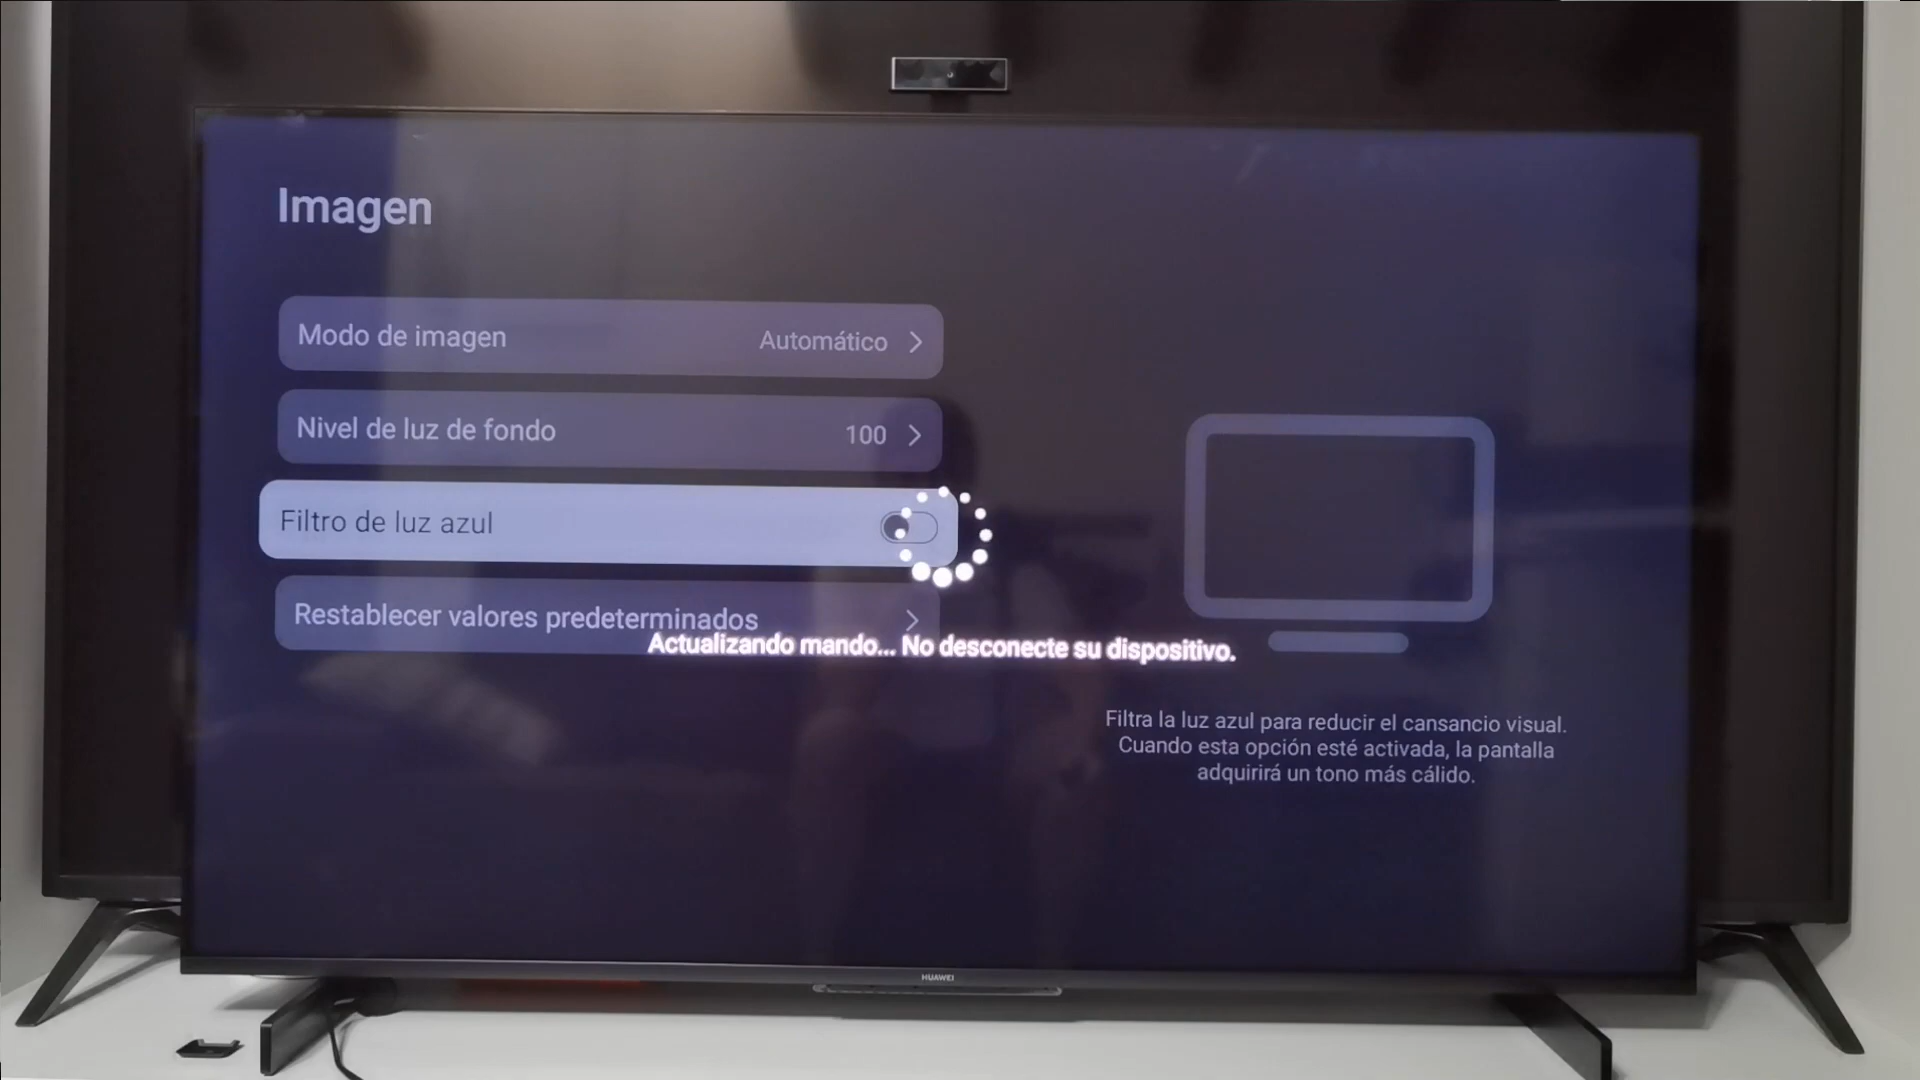 Imagen
Modo de imagen Automático
Nivel de luz de fondo 100
Filtro de luz azul
Restablecer valores predeterminados
Actualizando mando... No desconecte su dispositivo.
Filtra la luz azul para reducir el cansancio visual.
Cuando esta opción esté activada, la pantalla
adquirirá un tono más cálido.
HUAWEI